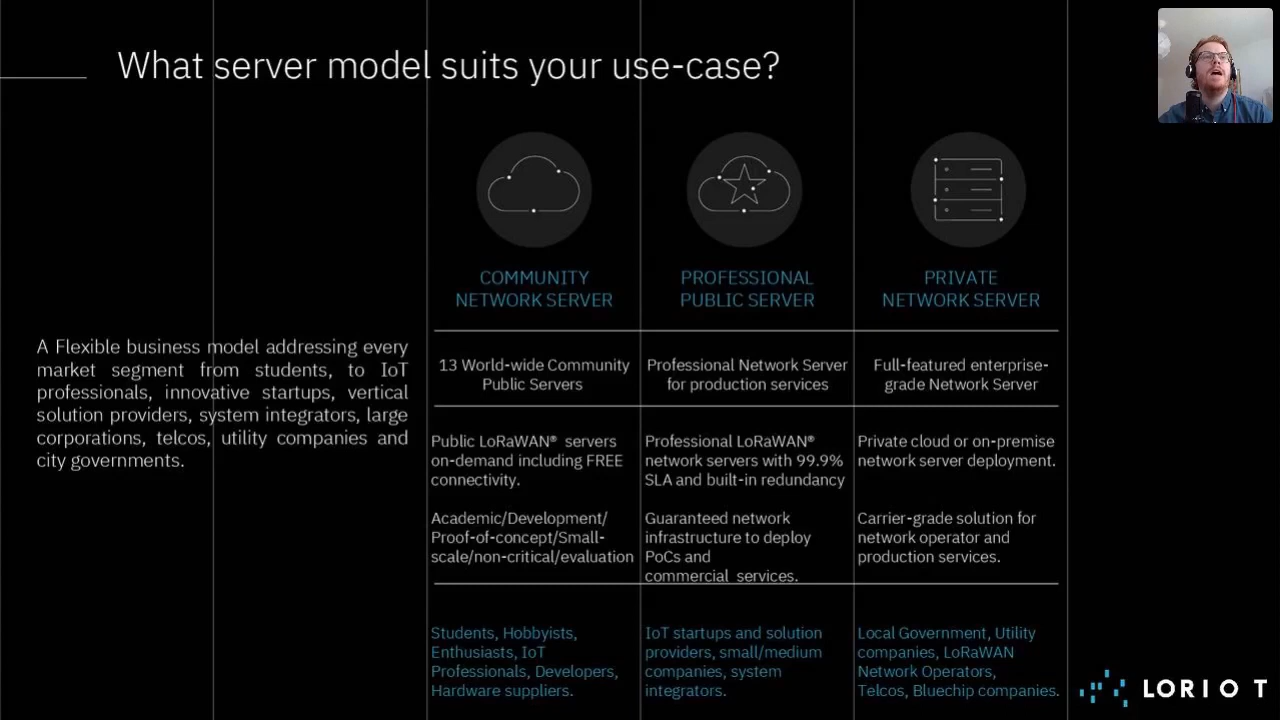 What server model suits your use-case?
A Flexible business model addressing every
market segment from students, to IoT
professionals, innovative startups, vertical
solution providers, system integrators, large
corporations, telcos, utility companies and
city governments.
COMMUNITY
NETWORK SERVER
13 World-wide Community
Public Servers
Public LoRaWAN® servers
on-demand including FREE
connectivity.
Academic/Development/
Proof-of-concept/Small-
scale/non-critical/evaluation
Students, Hobbyists,
Enthusiasts, IoT
Professionals, Developers,
Hardware suppliers.
PROFESSIONAL
PUBLIC SERVER
Professional Network Server
for production services
Professional LoRaWAN®
network servers with 99.9%
SLA and built-in redundancy
Guaranteed network
infrastructure to deploy
PoCs and
commercial services.
IoT startups and solution
providers, small/medium
companies, system
integrators.
PRIVATE
NETWORK SERVER
Full-featured enterprise-
grade Network Server
Private cloud or on-premise
network server deployment.
Carrier-grade solution for
network operator and
production services.
Local Government, Utility
companies, LoRaWAN
Network Operators,
Telcos, Bluechip companies.
LORIOT